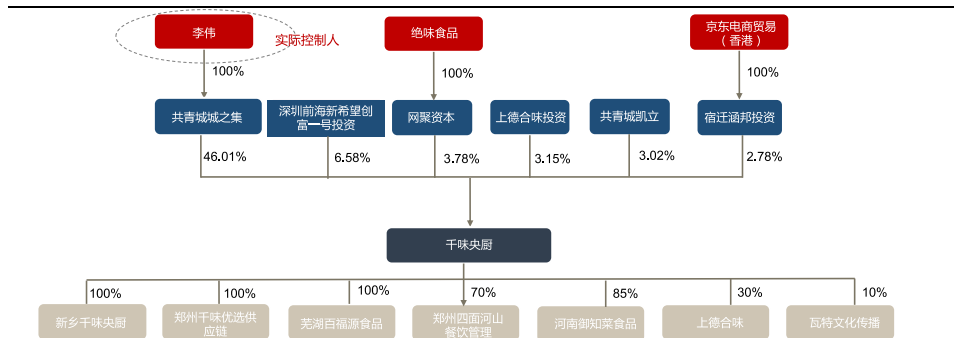 李伟
实际控制人
绝味食品
京东电商贸易
（香港）
100%
100%
100%
共青城城之集
深圳前海新希望创
富一号投资
网聚资本
上德合味投资
共青城凯立
宿迁涵邦投资
46.01%
6.58%
3.78%
3.15%
3.02%
2.78%
千味央厨
100%
100%
100%
70%
85%
30%
10%
新乡千味央厨
郑州千味优选供
应链
芜湖百福源食品
郑州四面河山
餐饮管理
河南御知菜食品
上德合味
瓦特文化传播